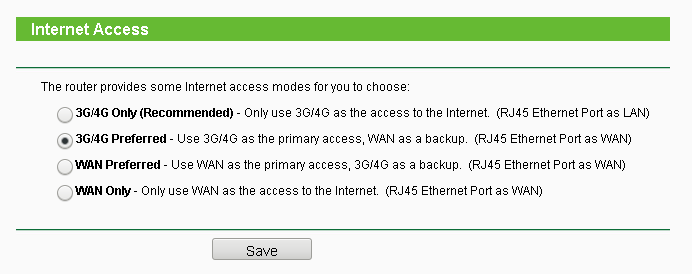 Internet Access
The router provides some Internet access modes for you to choose:
3G/4G Only (Recommended) - Only use 3G/4G as the access to the Internet. (RJ45 Ethernet Port as LAN)
3G/4G Preferred - Use 3G/4G as the primary access, WAN as a backup. (RJ45 Ethernet Port as WAN)
WAN Preferred - Use WAN as the primary access, 3G/4G as a backup. (RJ45 Ethernet Port as WAN)
WAN Only - Only use WAN as the access to the Internet. (RJ45 Ethernet Port as WAN)
Save